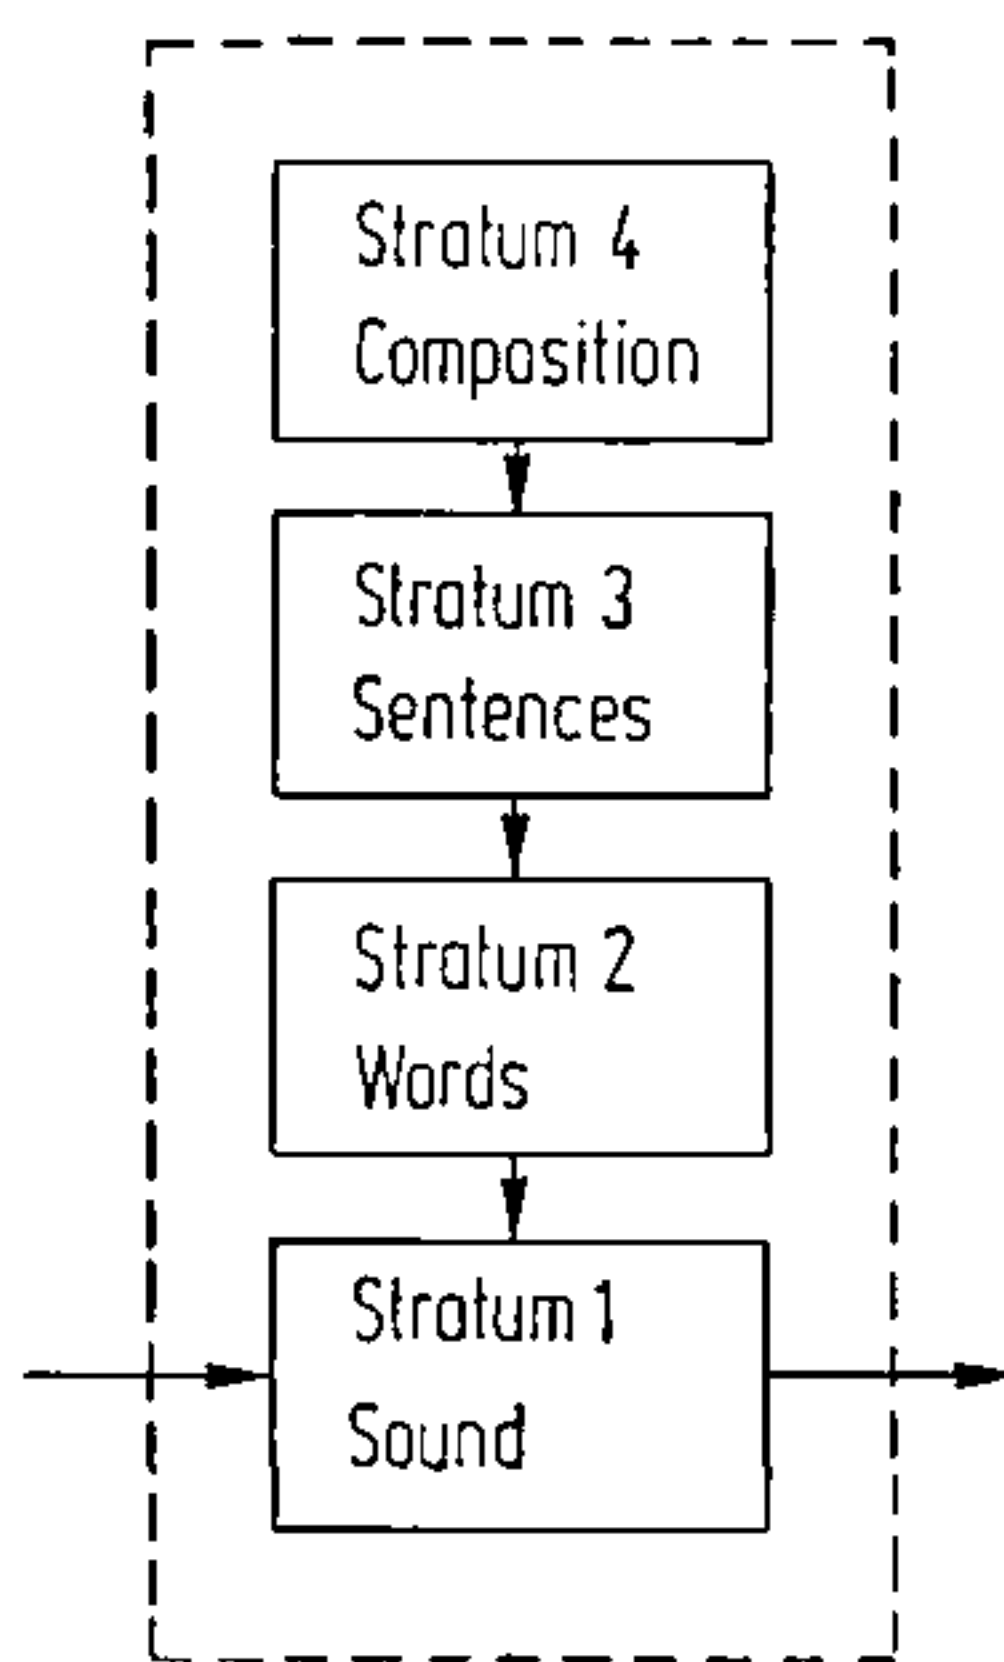 Stratum 4
Composition
Stratum 3
Sentences
Stratum 2
Words
Stratum 1
Sound